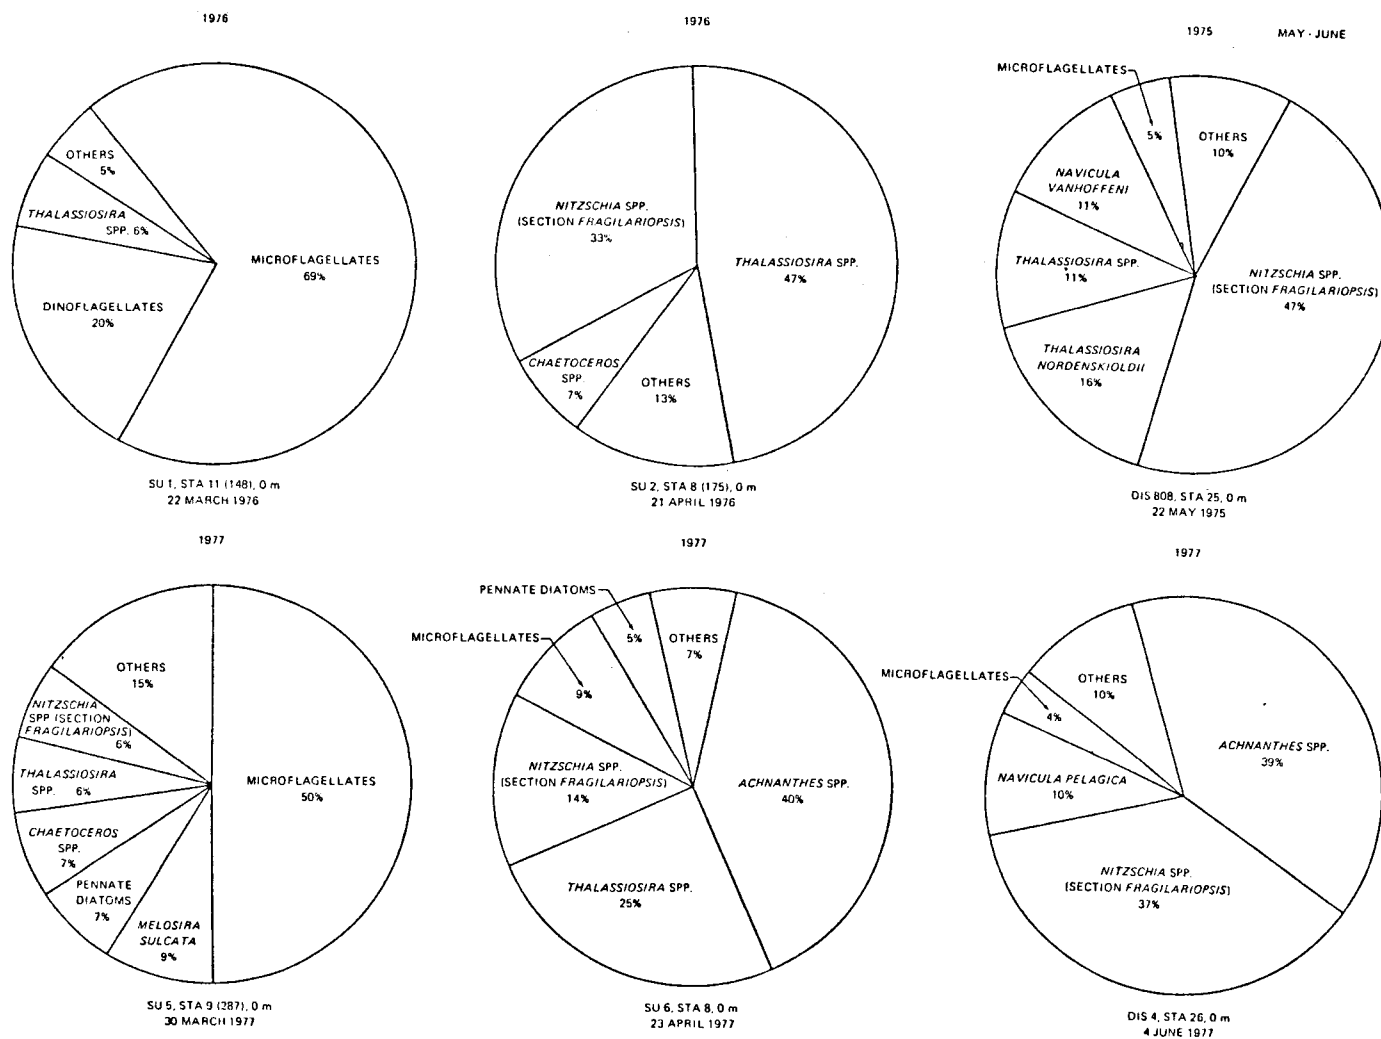 1976
OTHERS
5%
THALASSIOSIRA
SPP. 6%
DINOFLAGELLATES
20%
MICROFLAGELLATES
69%
SU 1, STA 11 (148), 0 m
22 MARCH 1976
1976
NITZSCHIA SPP.
(SECTION FRAGILARIOPSIS)
33%
THALASSIOSIRA SPP.
47%
CHAETOCEROS
SPP.
7%
OTHERS
13%
SU 2, STA 8 (175), 0 m
21 APRIL 1976
1975 MAY - JUNE
MICROFLAGELLATES
5%
OTHERS
10%
NAVICULA
VANHOFFENI
11%
THALASSIOSIRA SPP.
11%
NITZSCHIA SPP.
(SECTION FRAGILARIOPSIS)
47%
THALASSIOSIRA
NORDENSKIOLDII
16%
DIS 808, STA 25, 0 m
22 MAY 1975
1977
OTHERS
15%
NITZSCHIA
SPP (SECTION
FRAGILARIOPSIS)
6%
THALASSIOSIRA
SPP. 6%
MICROFLAGELLATES
50%
CHAETOCEROS
SPP.
7%
PENNATE
DIATOMS
7%
MELOSIRA
SULCATA
9%
SU 5, STA 9 (287), 0 m
30 MARCH 1977
1977
PENNATE DIATOMS
5%
OTHERS
7%
MICROFLAGELLATES
9%
NITZSCHIA SPP.
(SECTION FRAGILARIOPSIS)
14%
ACHNANTHES SPP.
40%
THALASSIOSIRA SPP.
25%
SU 6, STA 8, 0 m
23 APRIL 1977
1977
MICROFLAGELLATES
4%
OTHERS
10%
ACHNANTHES SPP.
39%
NAVICULA PELAGICA
10%
NITZSCHIA SPP.
(SECTION FRAGILARIOPSIS)
37%
DIS 4, STA 26, 0 m
4 JUNE 1977